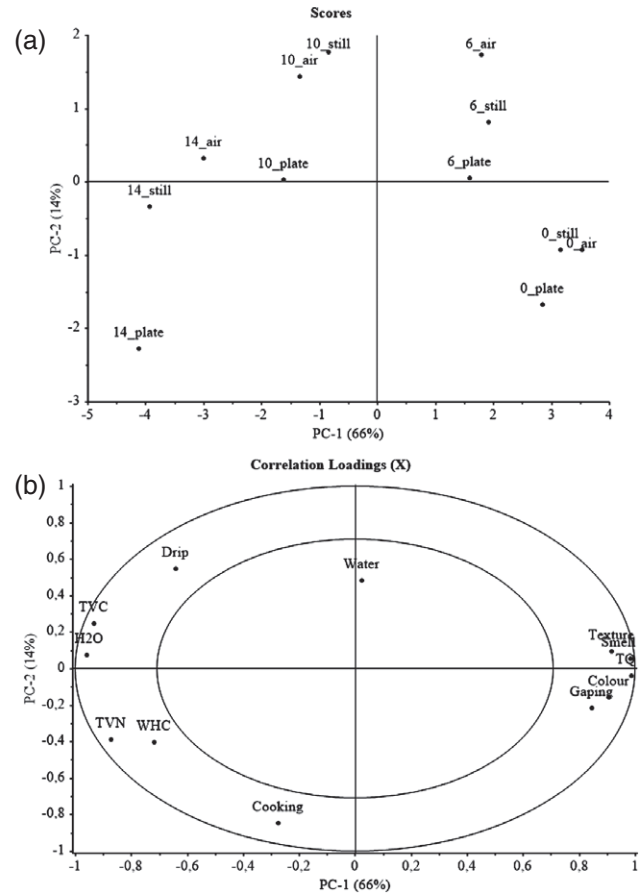 Scores
(a)
2
10_still
6_air
10_air
1
6_still
14_air
10_plate
6_plate
0
14_still
PC-2 (14%)
0_still
0_air
-1
0_plate
14_plate
-2
-3
-5 -4 -3 -2 -1 0 1 2 3 4
PC-1 (66%)
Correlation Loadings (X)
(b)
1
0,8
Drip
0,6
Water
0,4
TVC
0,2
Texture
H2O
Smell
TQ
0
PC-2 (14%)
Colour
Gaping
-0,2
TVN WHC
-0,4
-0,6
Cooking
-0,8
-1
-1 -0,8 -0,6 -0,4 -0,2 0 0,2 0,4 0,6 0,8 1
PC-1 (66%)